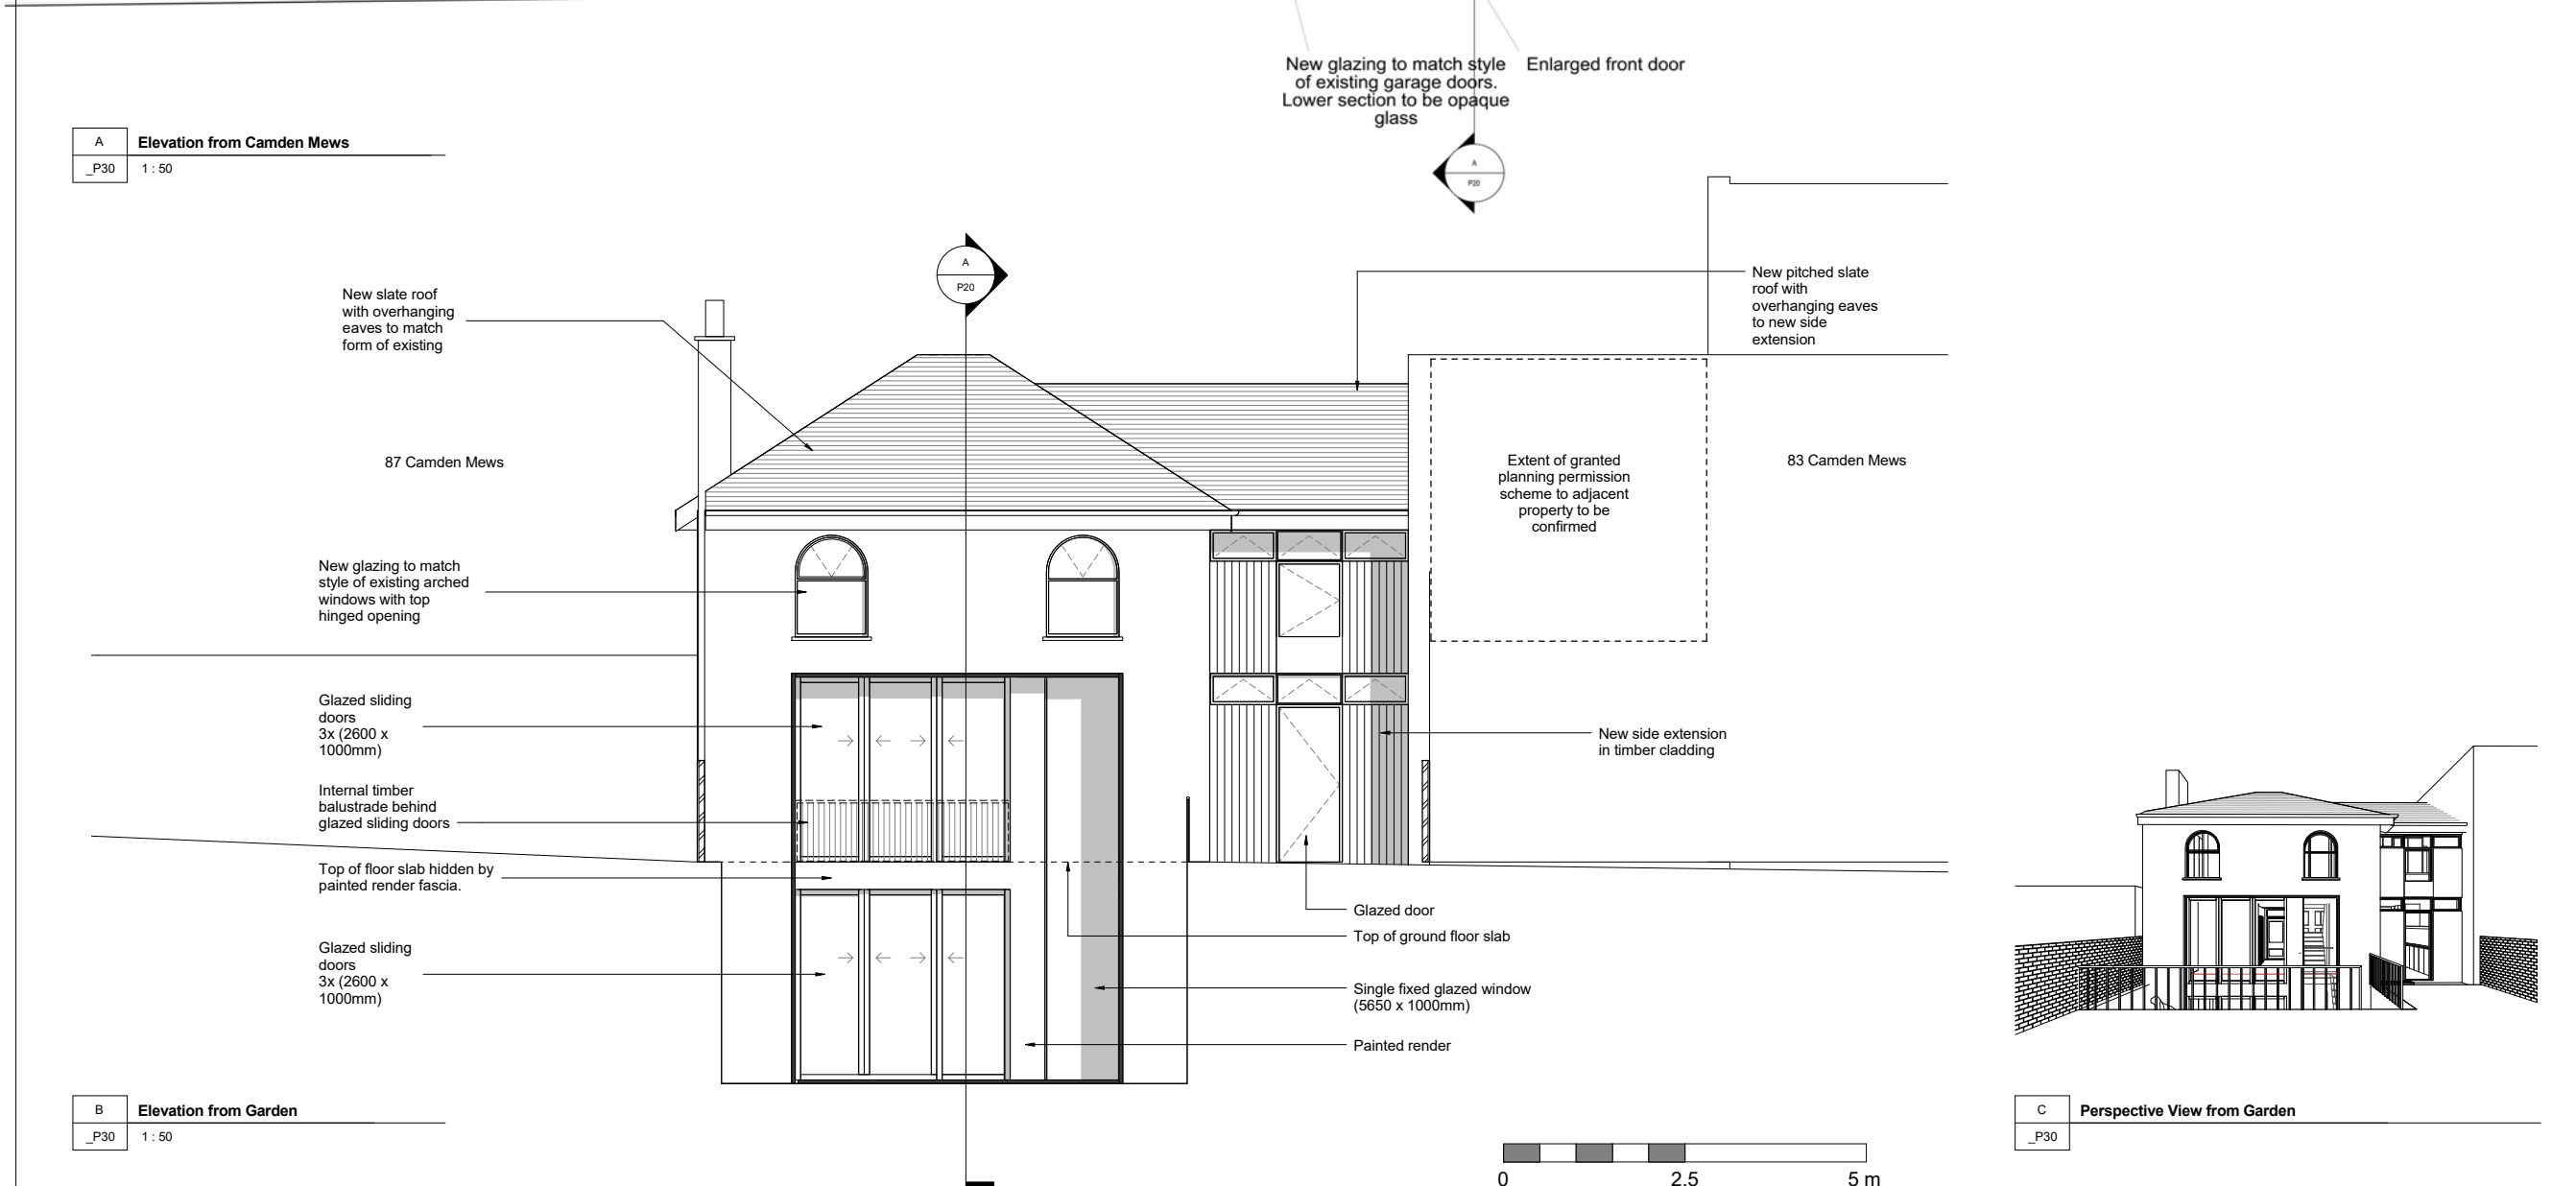 New glazing to match style
of existing garage doors.
Lower section to be opaque
glass
Enlarged front door
A
Elevation from Camden Mews
_P30
1 : 50
A
P20
A
P20
New slate roof
with overhanging
eaves to match
form of existing
New pitched slate
roof with
overhanging eaves
to new side
extension
87 Camden Mews
Extent of granted
planning permission
scheme to adjacent
property to be
confirmed
83 Camden Mews
New glazing to match
style of existing arched
windows with top
hinged opening
Glazed sliding
doors
3x (2600 x
1000mm)
New side extension
in timber cladding
Internal timber
balustrade behind
glazed sliding doors
Top of floor slab hidden by
painted render fascia.
Glazed door
Top of ground floor slab
Glazed sliding
doors
3x (2600 x
1000mm)
Single fixed glazed window
(5650 x 1000mm)
Painted render
B
Elevation from Garden
_P30
1 : 50
C
Perspective View from Garden
_P30
0
2.5
5 m